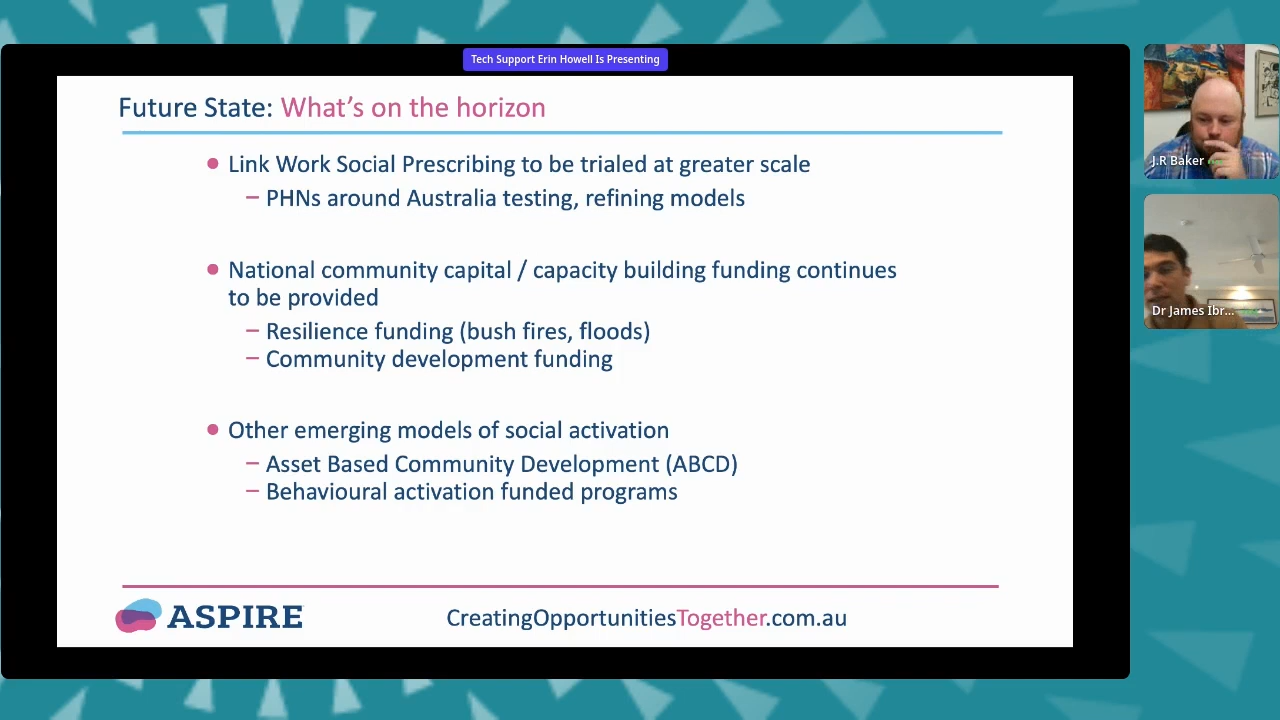 Tech Support Erin Howell Is Presenting
Future State: What's on the horizon
• Link Work Social Prescribing to be trialed at greater scale
– PHNs around Australia testing, refining models
• National community capital / capacity building funding continues
to be provided
– Resilience funding (bush fires, floods)
– Community development funding
• Other emerging models of social activation
– Asset Based Community Development (ABCD)
– Behavioural activation funded programs
ASPIRE
CreatingOpportunitiesTogether.com.au
J.R Baker
Dr James Ibr...